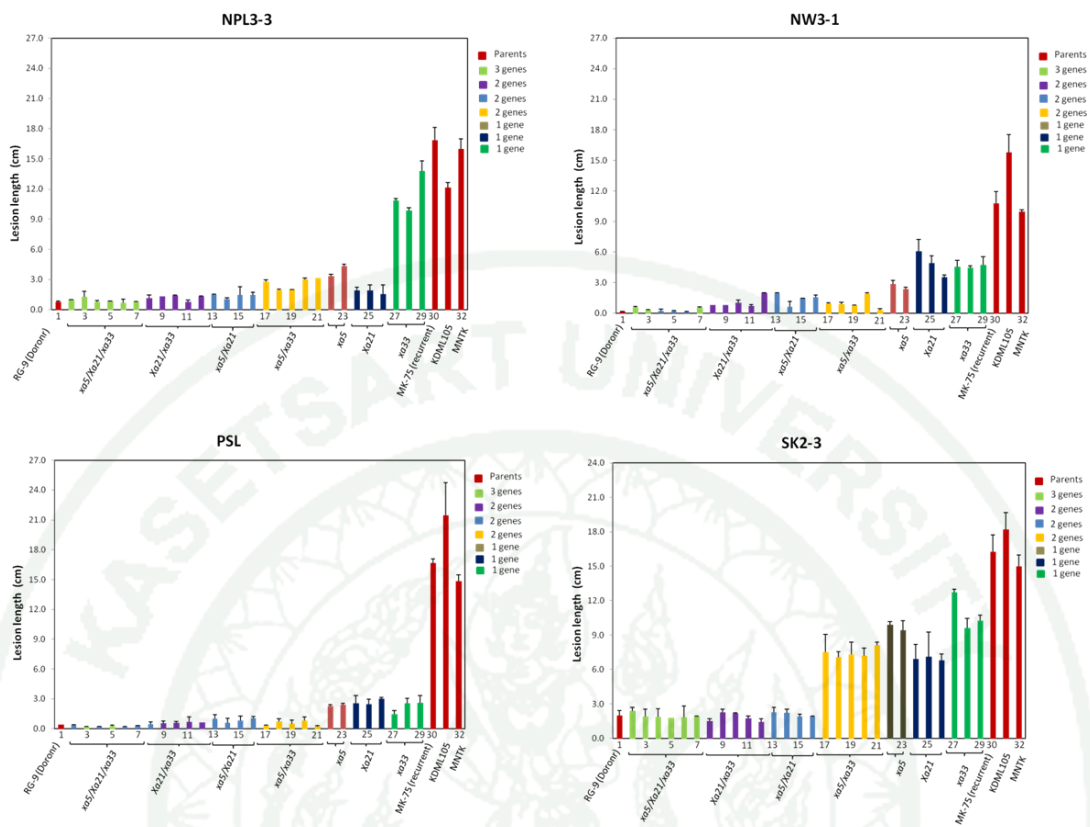 NPL3-3
27.0
24.0
21.0
18.0
15.0
12.0
9.0
6.0
3.0
0.0
Lesion length (cm)
1 3 5 7 9 11 13 15 17 19 21 23 25 27 29 30 32
RG-9 (Doronr)
xa5/Xa21/xa33
Xa21/xa33
xa5/Xa21
xa5/xa33
xa5
Xa21
xa33
MK-75 (recurrent)
KDML105
MNTK
Parents
3 genes
2 genes
2 genes
2 genes
1 gene
1 gene
1 gene
NW3-1
27.0
24.0
21.0
18.0
15.0
12.0
9.0
6.0
3.0
0.0
Lesion length (cm)
1 3 5 7 9 11 13 15 17 19 21 23 25 27 29 30 32
RG-9 (Doronr)
xa5/Xa21/xa33
Xa21/xa33
xa5/Xa21
xa5/xa33
xa5
Xa21
xa33
MK-75 (recurrent)
KDML105
MNTK
Parents
3 genes
2 genes
2 genes
2 genes
1 gene
1 gene
1 gene
PSL
27.0
24.0
21.0
18.0
15.0
12.0
9.0
6.0
3.0
0.0
Lesion length (cm)
1 3 5 7 9 11 13 15 17 19 21 23 25 27 29 30 32
RG-9 (Doronr)
xa5/Xa21/xa33
Xa21/xa33
xa5/Xa21
xa5/xa33
xa5
Xa21
xa33
MK-75 (recurrent)
KDML105
MNTK
Parents
3 genes
2 genes
2 genes
2 genes
1 gene
1 gene
1 gene
SK2-3
24.0
21.0
18.0
15.0
12.0
9.0
6.0
3.0
0.0
Lesion length (cm)
1 3 5 7 9 11 13 15 17 19 21 23 25 27 29 30 32
RG-9 (Doronr)
xa5/Xa21/xa33
Xa21/xa33
xa5/Xa21
xa5/xa33
xa5
Xa21
xa33
MK-75 (recurrent)
KDML105
MNTK
Parents
3 genes
2 genes
2 genes
2 genes
1 gene
1 gene
1 gene
KASETSART UNIVERSITY